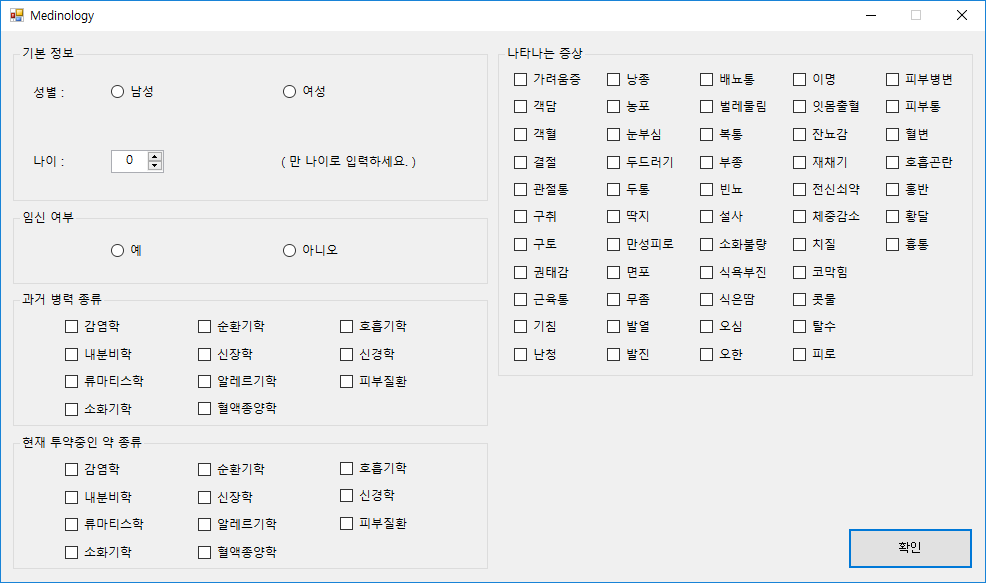 Medinology
기본 정보
성별 : 남성 여성
나이 : 0 ( 만 나이로 입력하세요. )
임신 여부
예 아니오
과거 병력 종류
감염학 순환기학 호흡기학
내분비학 신장학 신경학
류마티스학 알레르기학 피부질환
소화기학 혈액종양학
현재 투약중인 약 종류
감염학 순환기학 호흡기학
내분비학 신장학 신경학
류마티스학 알레르기학 피부질환
소화기학 혈액종양학
나타나는 증상
가려움증 낭종 배뇨통 이명 피부병변
객담 농포 벌레물림 잇몸출혈 피부통
객혈 눈부심 복통 잔뇨감 혈변
결절 두드러기 부종 재채기 호흡곤란
관절통 두통 빈뇨 전신쇠약 홍반
구취 딱지 설사 체중감소 황달
구토 만성피로 소화불량 치질 흉통
권태감 면포 식욕부진 코막힘
근육통 무좀 식은땀 콧물
기침 발열 오심 탈수
난청 발진 오한 피로
확인